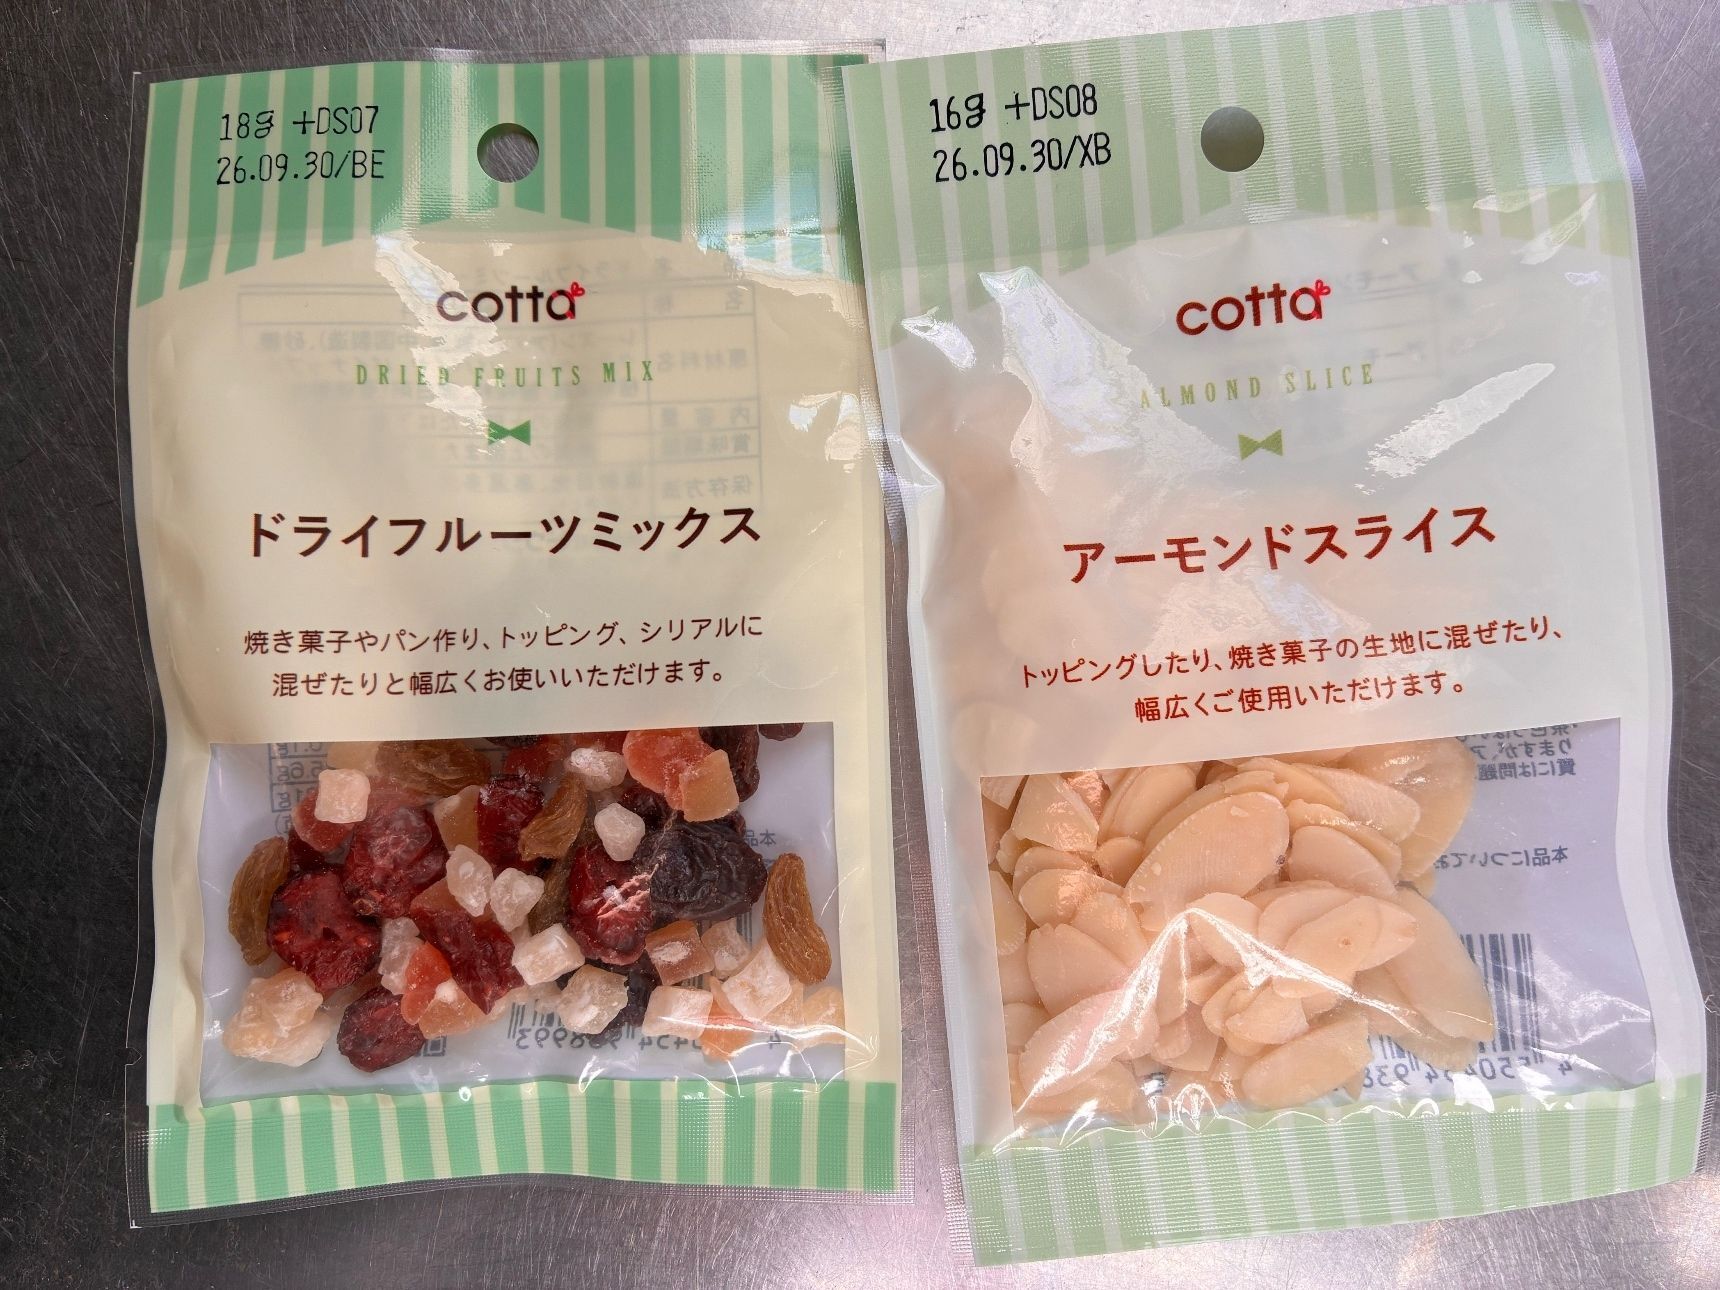 18g +DS07
26.09.30/BE
cotta
DRIED FRUITS MIX
ドライフルーツミックス
焼き菓子やパン作り、トッピング、シリアルに
混ぜたりと幅広くお使いいただけます。
16g +DS08
26.09.30/XB
cotta
ALMOND SLICE
アーモンドスライス
トッピングしたり、焼き菓子の生地に混ぜたり、
幅広くご使用いただけます。